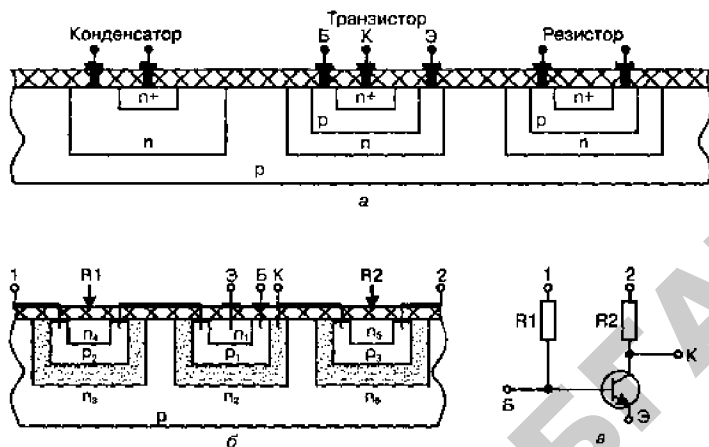 Конденсатор Транзистор Резистор
Б К Э
n+ n+ n+
p p
n n n
p
а
1 R1 Э Б К R2 2
n4 n1 n5
p2 p1 p3
n3 n2 n6
p
б
1 2
R1 R2
К
Б
Э
в
БГА